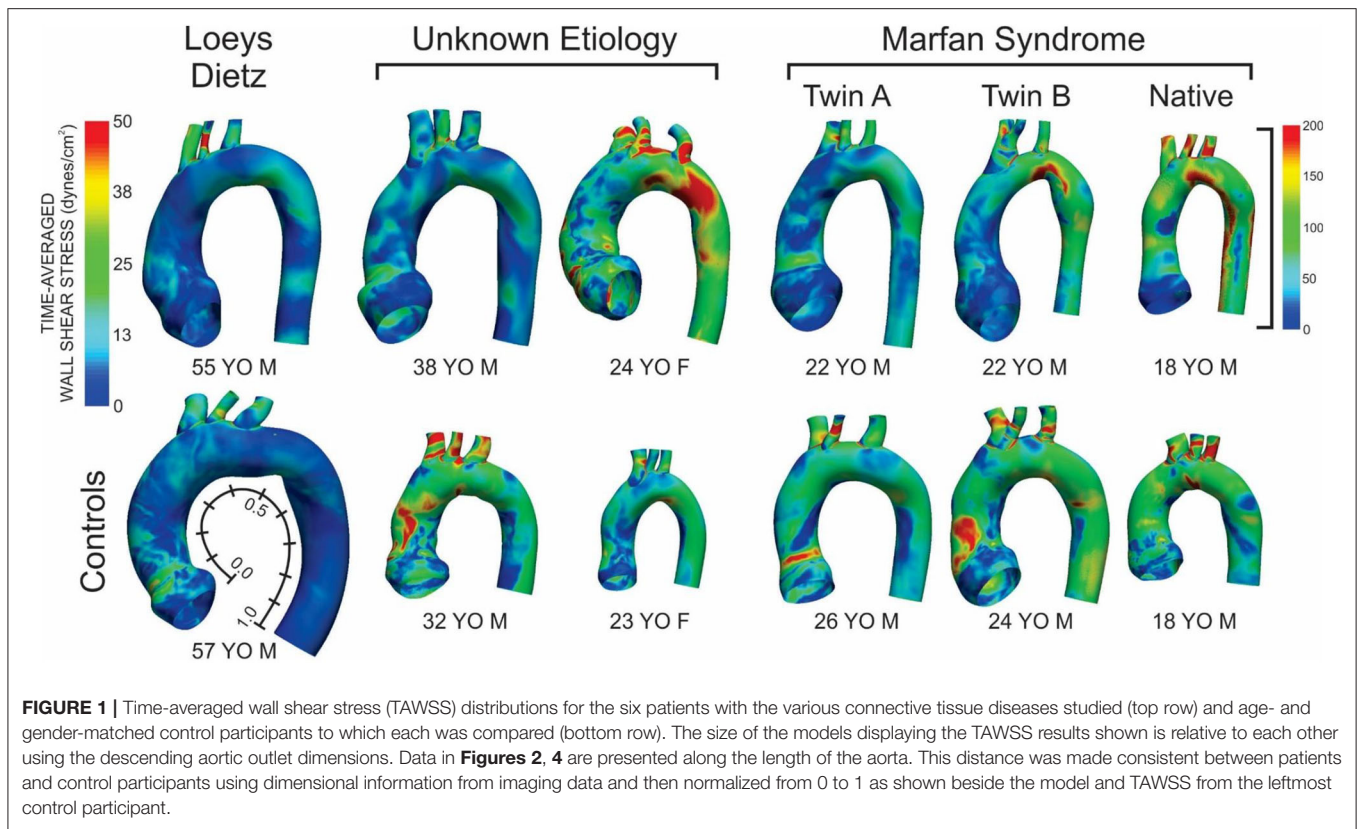 Loeys
Dietz
Unknown Etiology
Marfan Syndrome
Twin A
Twin B
Native
TIME-AVERAGED
WALL SHEAR STRESS (dynes/cm²)
50
38
25
13
0
200
150
100
50
0
55 YO M
38 YO M
24 YO F
22 YO M
22 YO M
18 YO M
Controls
0.5
0.0
1.0
57 YO M
32 YO M
23 YO F
26 YO M
24 YO M
18 YO M
FIGURE 1 | Time-averaged wall shear stress (TAWSS) distributions for the six patients with the various connective tissue diseases studied (top row) and age- and
gender-matched control participants to which each was compared (bottom row). The size of the models displaying the TAWSS results shown is relative to each other
using the descending aortic outlet dimensions. Data in Figures 2, 4 are presented along the length of the aorta. This distance was made consistent between patients
and control participants using dimensional information from imaging data and then normalized from 0 to 1 as shown beside the model and TAWSS from the leftmost
control participant.